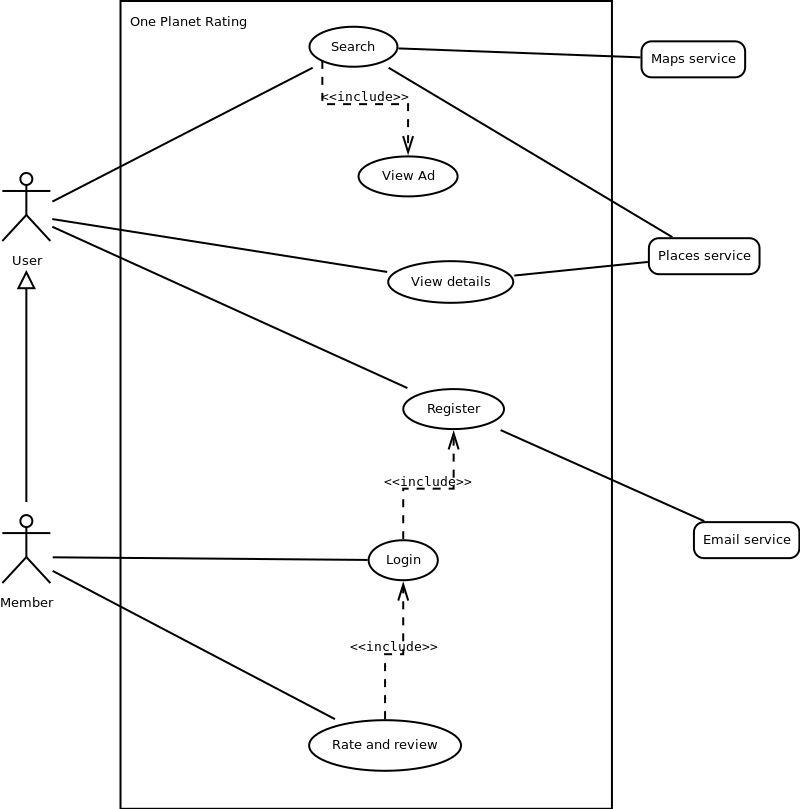 One Planet Rating
Search
Maps service
<<include>>
View Ad
User
Places service
View details
Register
<<include>>
Email service
Login
Member
<<include>>
Rate and review